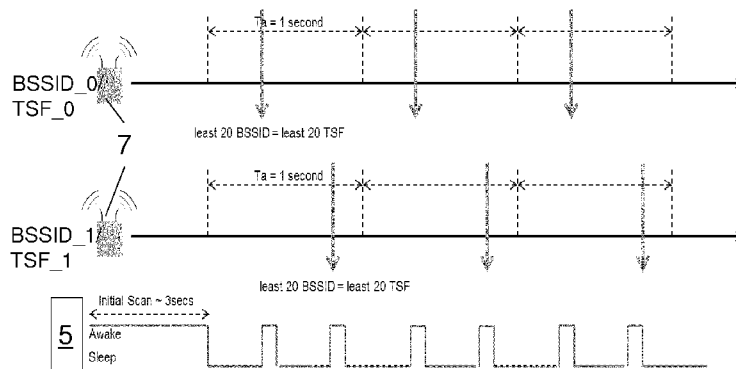 Ta = 1 second
BSSID_0
TSF_0
least 20 BSSID = least 20 TSF
7
Ta = 1 second
BSSID_1
TSF_1
least 20 BSSID = least 20 TSF
Initial Scan ~ 3secs
5
Awake
Sleep